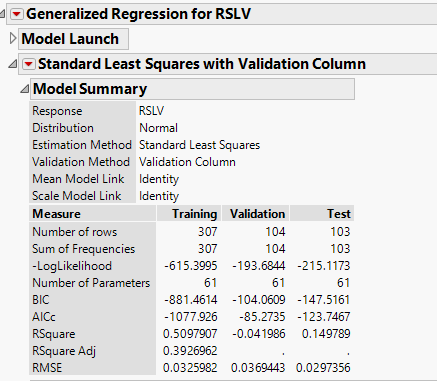 Generalized Regression for RSLV
Model Launch
Standard Least Squares with Validation Column
Model Summary
Response RSLV
Distribution Normal
Estimation Method Standard Least Squares
Validation Method Validation Column
Mean Model Link Identity
Scale Model Link Identity
Measure Training Validation Test
Number of rows 307 104 103
Sum of Frequencies 307 104 103
-LogLikelihood -615.3995 -193.6844 -215.1173
Number of Parameters 61 61 61
BIC -881.4614 -104.0609 -147.5161
AICc -1077.926 -85.2735 -123.7467
RSquare 0.5097907 -0.041986 0.149789
RSquare Adj 0.3926962 . .
RMSE 0.0325982 0.0369443 0.0297356